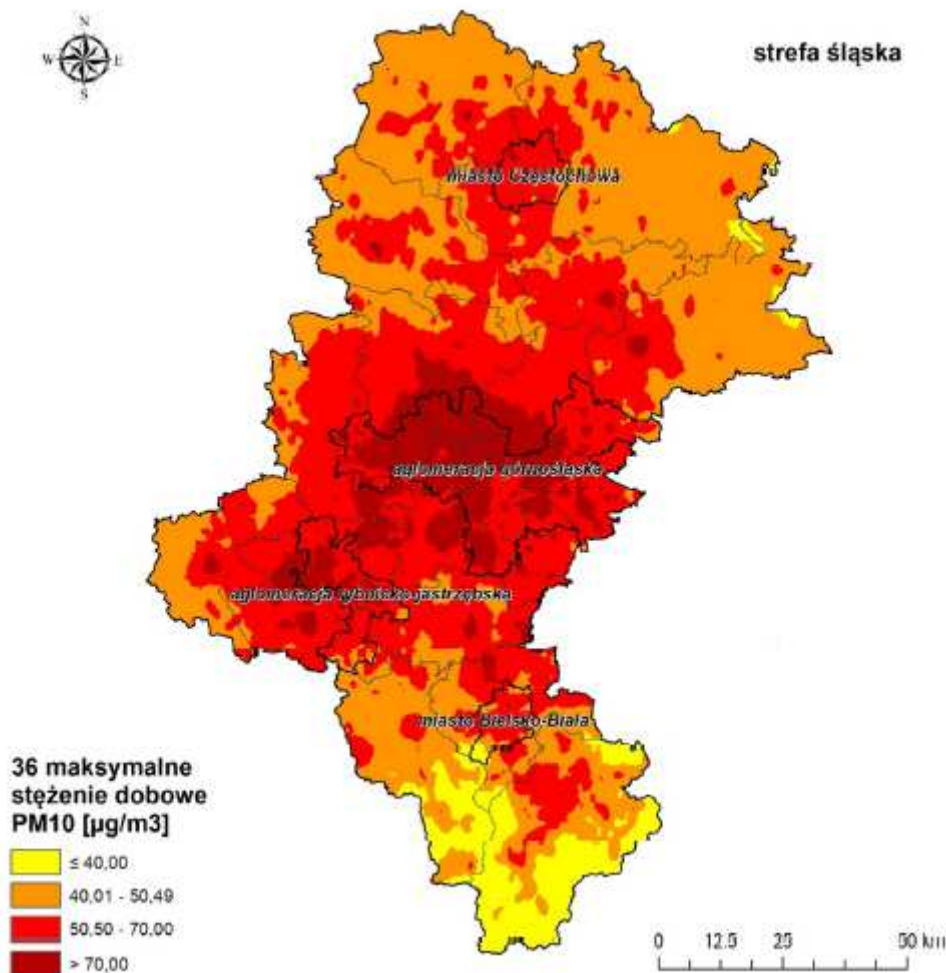 N
W E
S
strefa śląska
miasto Częstochowa
aglomeracja górnośląska
aglomeracja rybnicko-jastrzębska
miasto Bielsko-Biała
36 maksymalne
stężenie dobowe
PM10 [µg/m3]
≤ 40,00
40,01 - 50,49
50,50 - 70,00
> 70,00
0 12.5 25 50 km